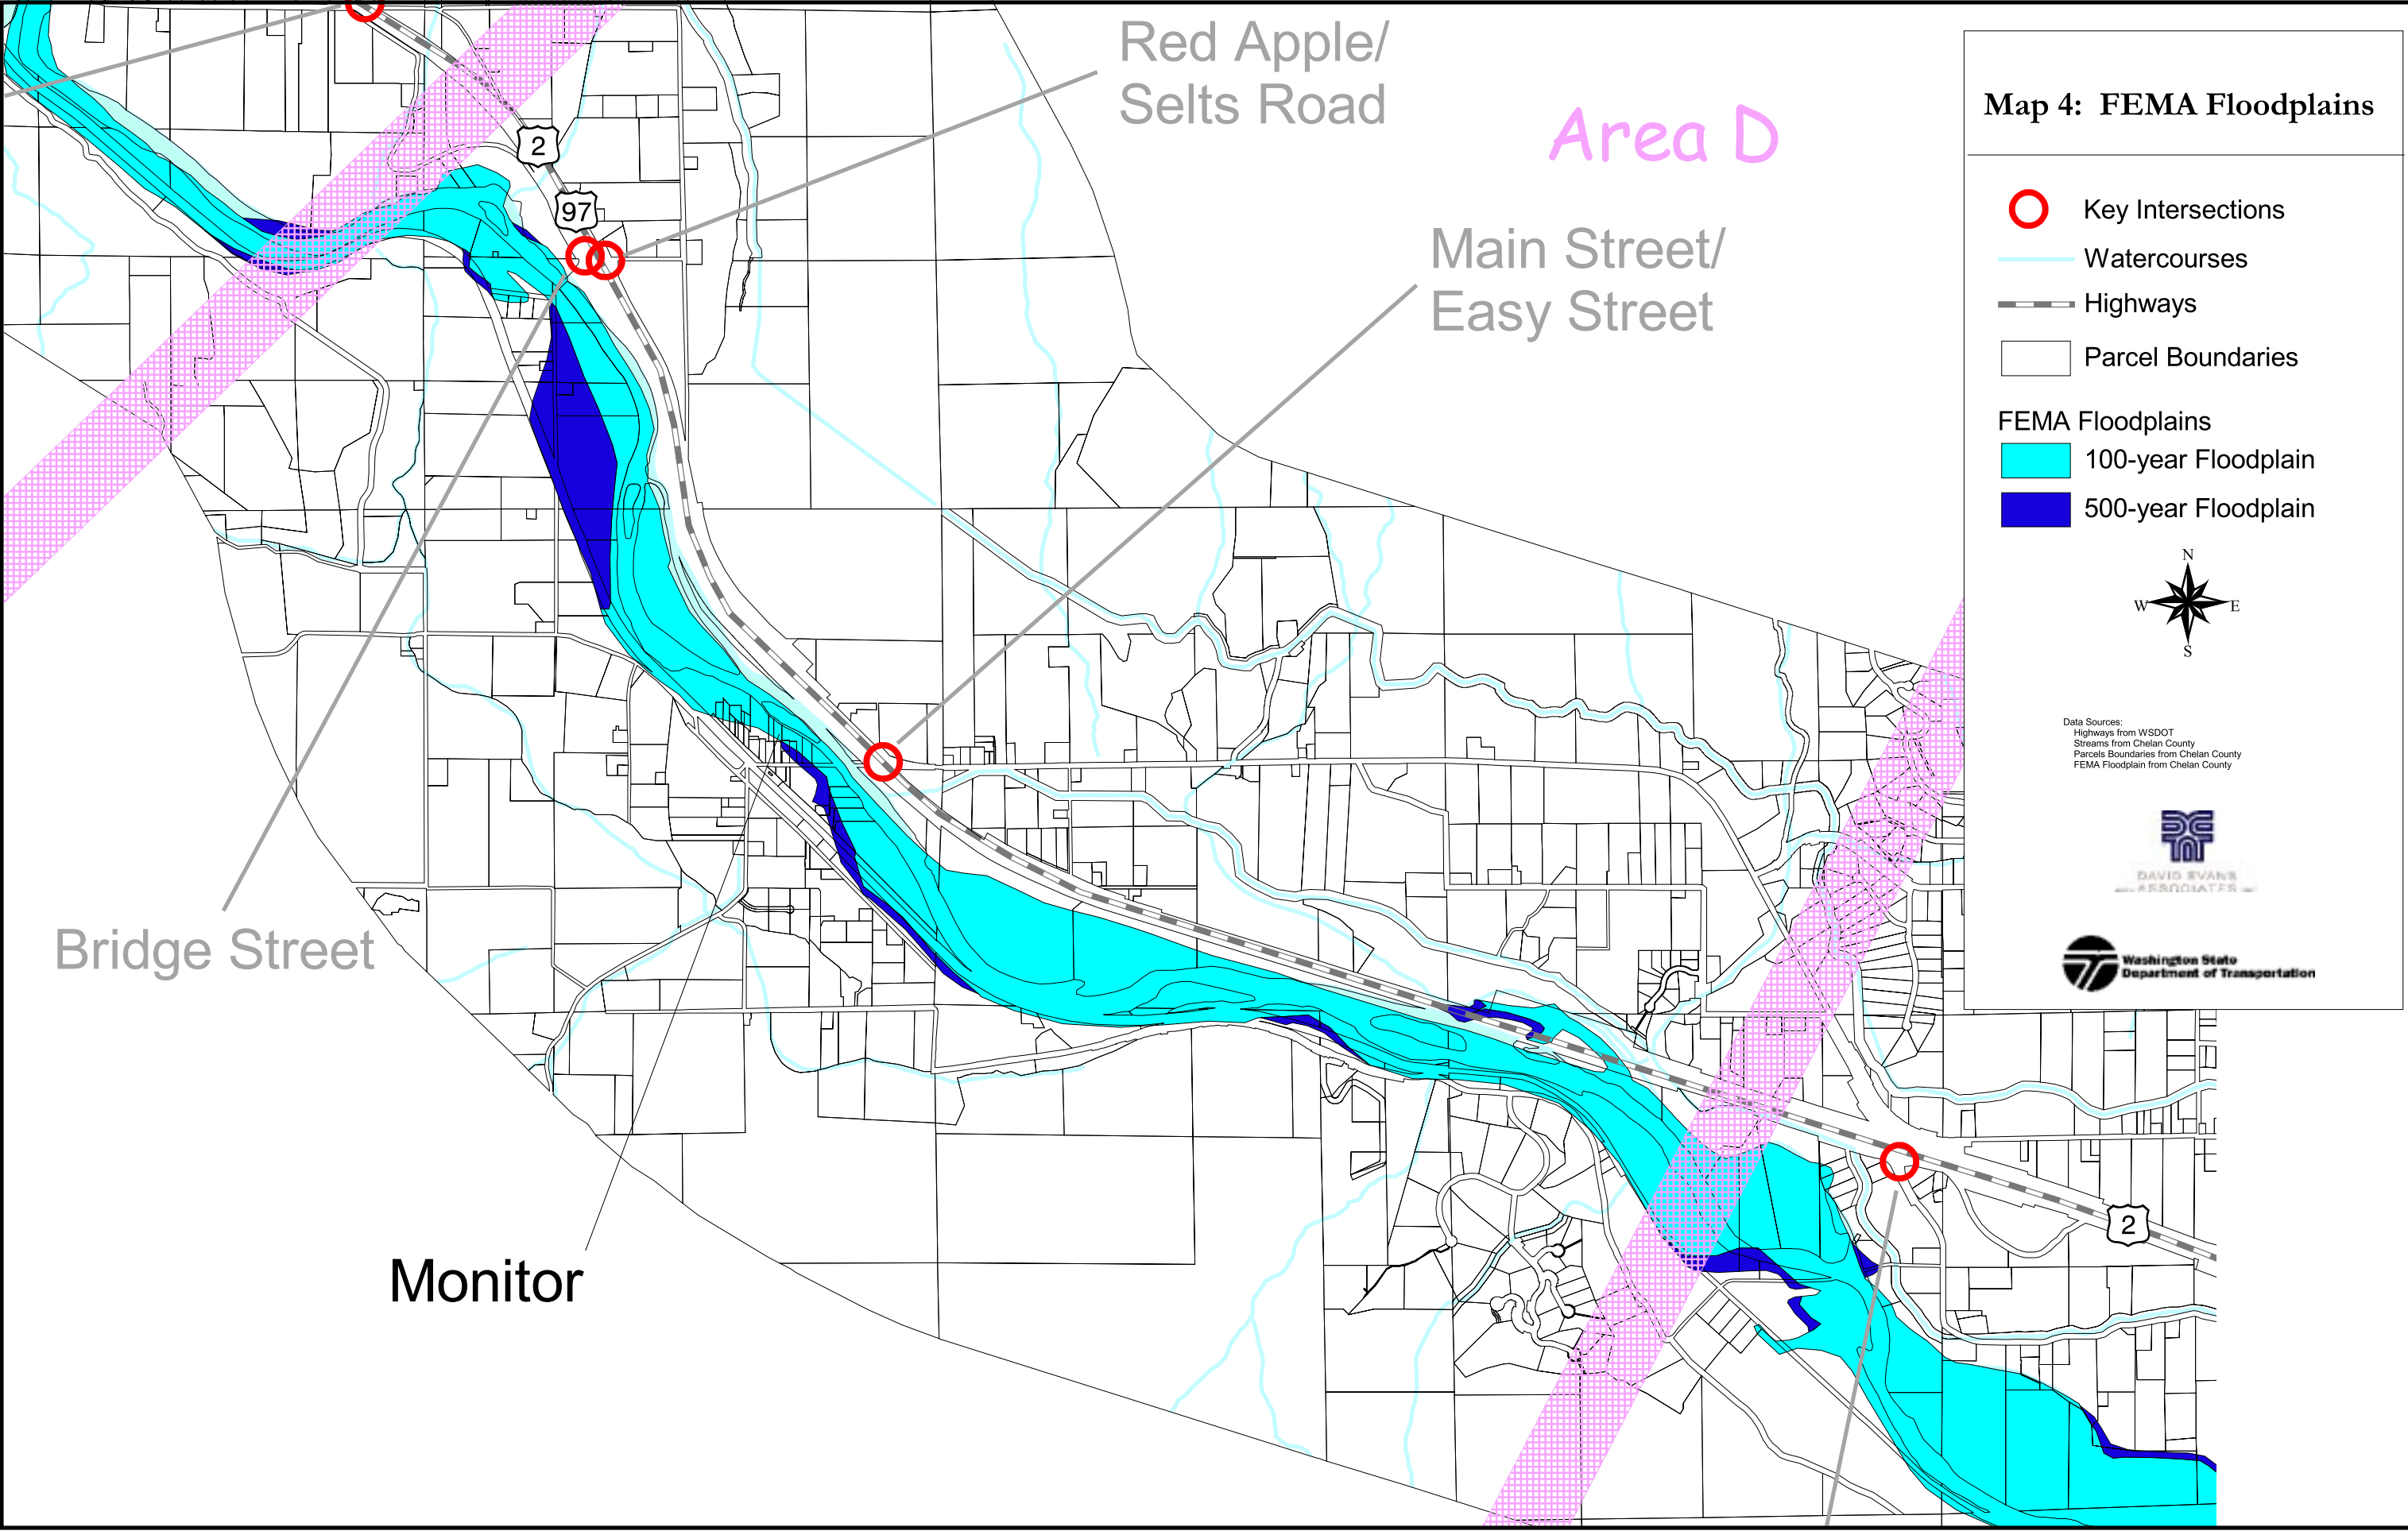 Red Apple/
Selts Road
Area D
Main Street/
Easy Street
2
97
Bridge Street
Monitor
2
Map 4:  FEMA Floodplains
Key Intersections
Watercourses
Highways
Parcel Boundaries
FEMA Floodplains
100-year Floodplain
500-year Floodplain
N
W
E
S
Data Sources:
Highways from WSDOT
Streams from Chelan County
Parcels Boundaries from Chelan County
FEMA Floodplain from Chelan County
DAVID EVANS
ASSOCIATES
Washington State
Department of Transportation